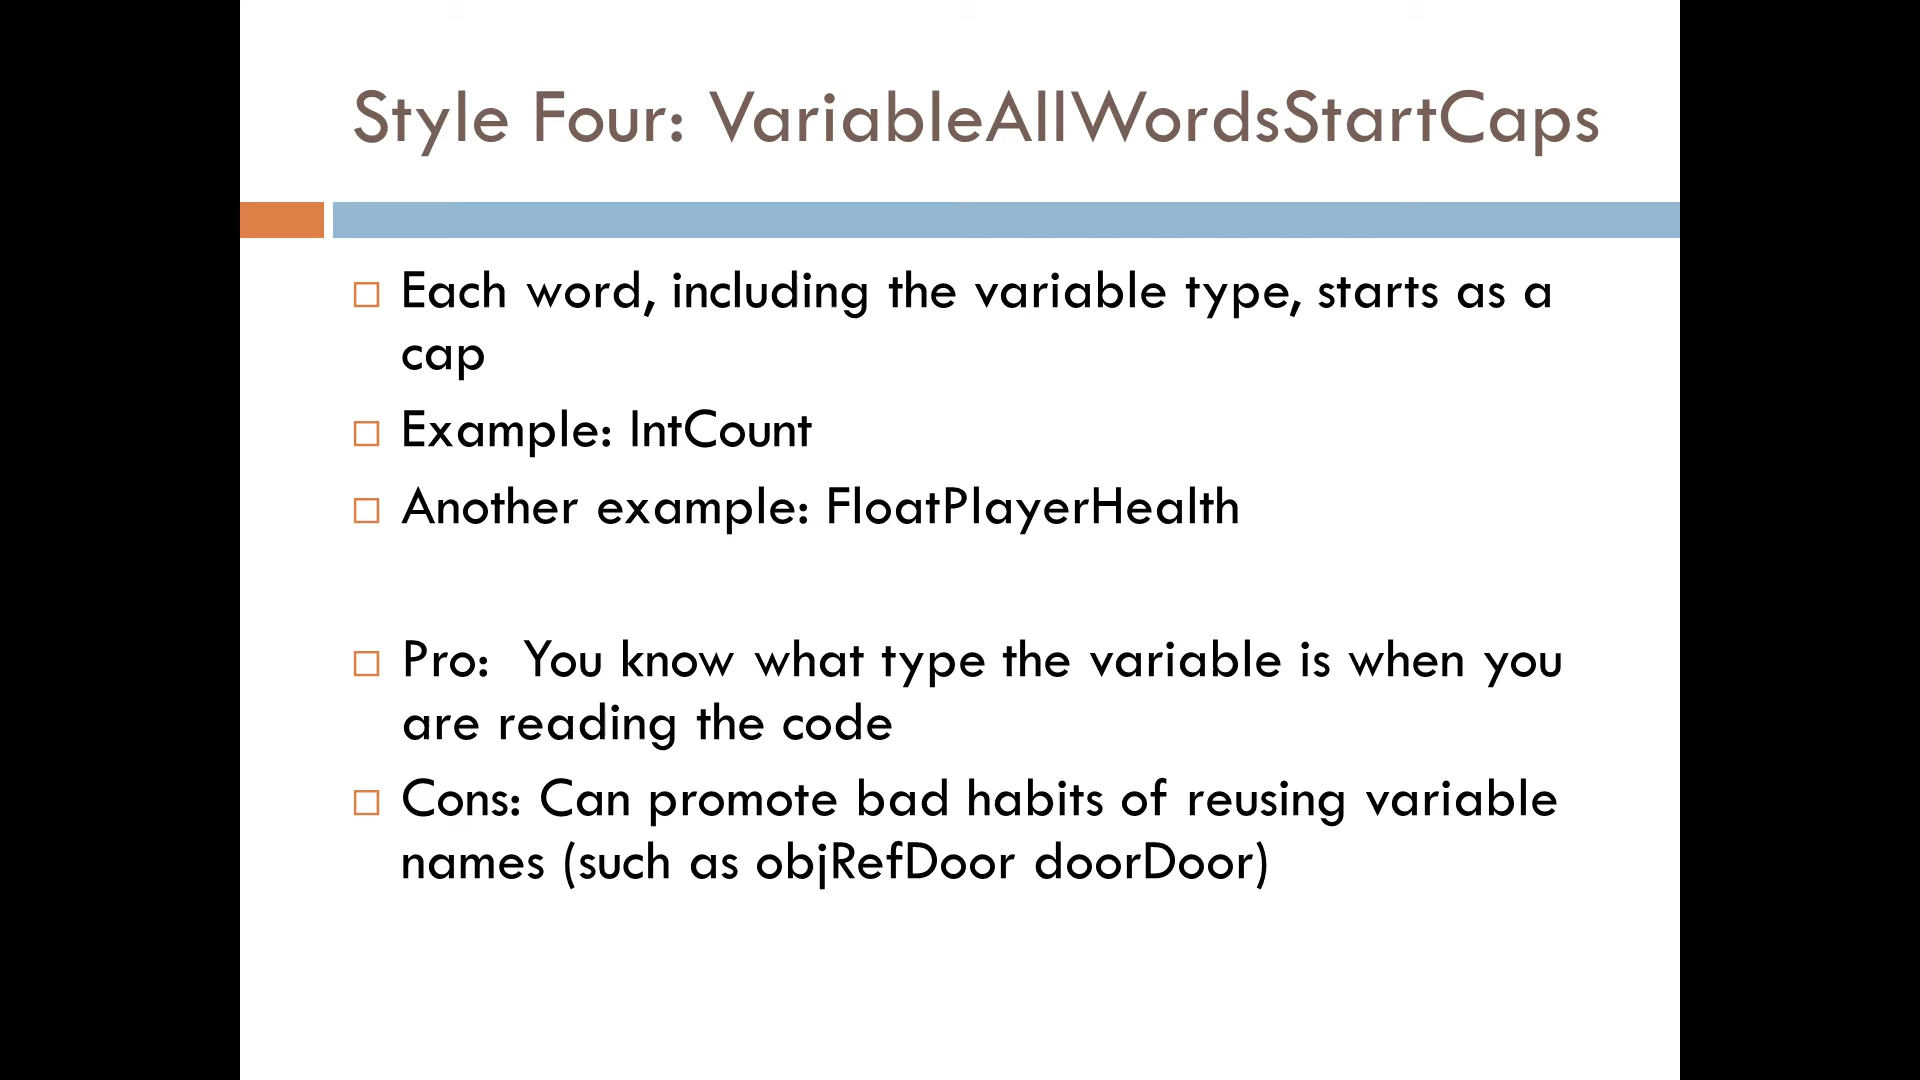 Style Four: VariableAllWordsStartCaps
Each word, including the variable type, starts as a
cap
Example: IntCount
Another example: FloatPlayerHealth
Pro:  You know what type the variable is when you
are reading the code
Cons: Can promote bad habits of reusing variable
names (such as objRefDoor doorDoor)